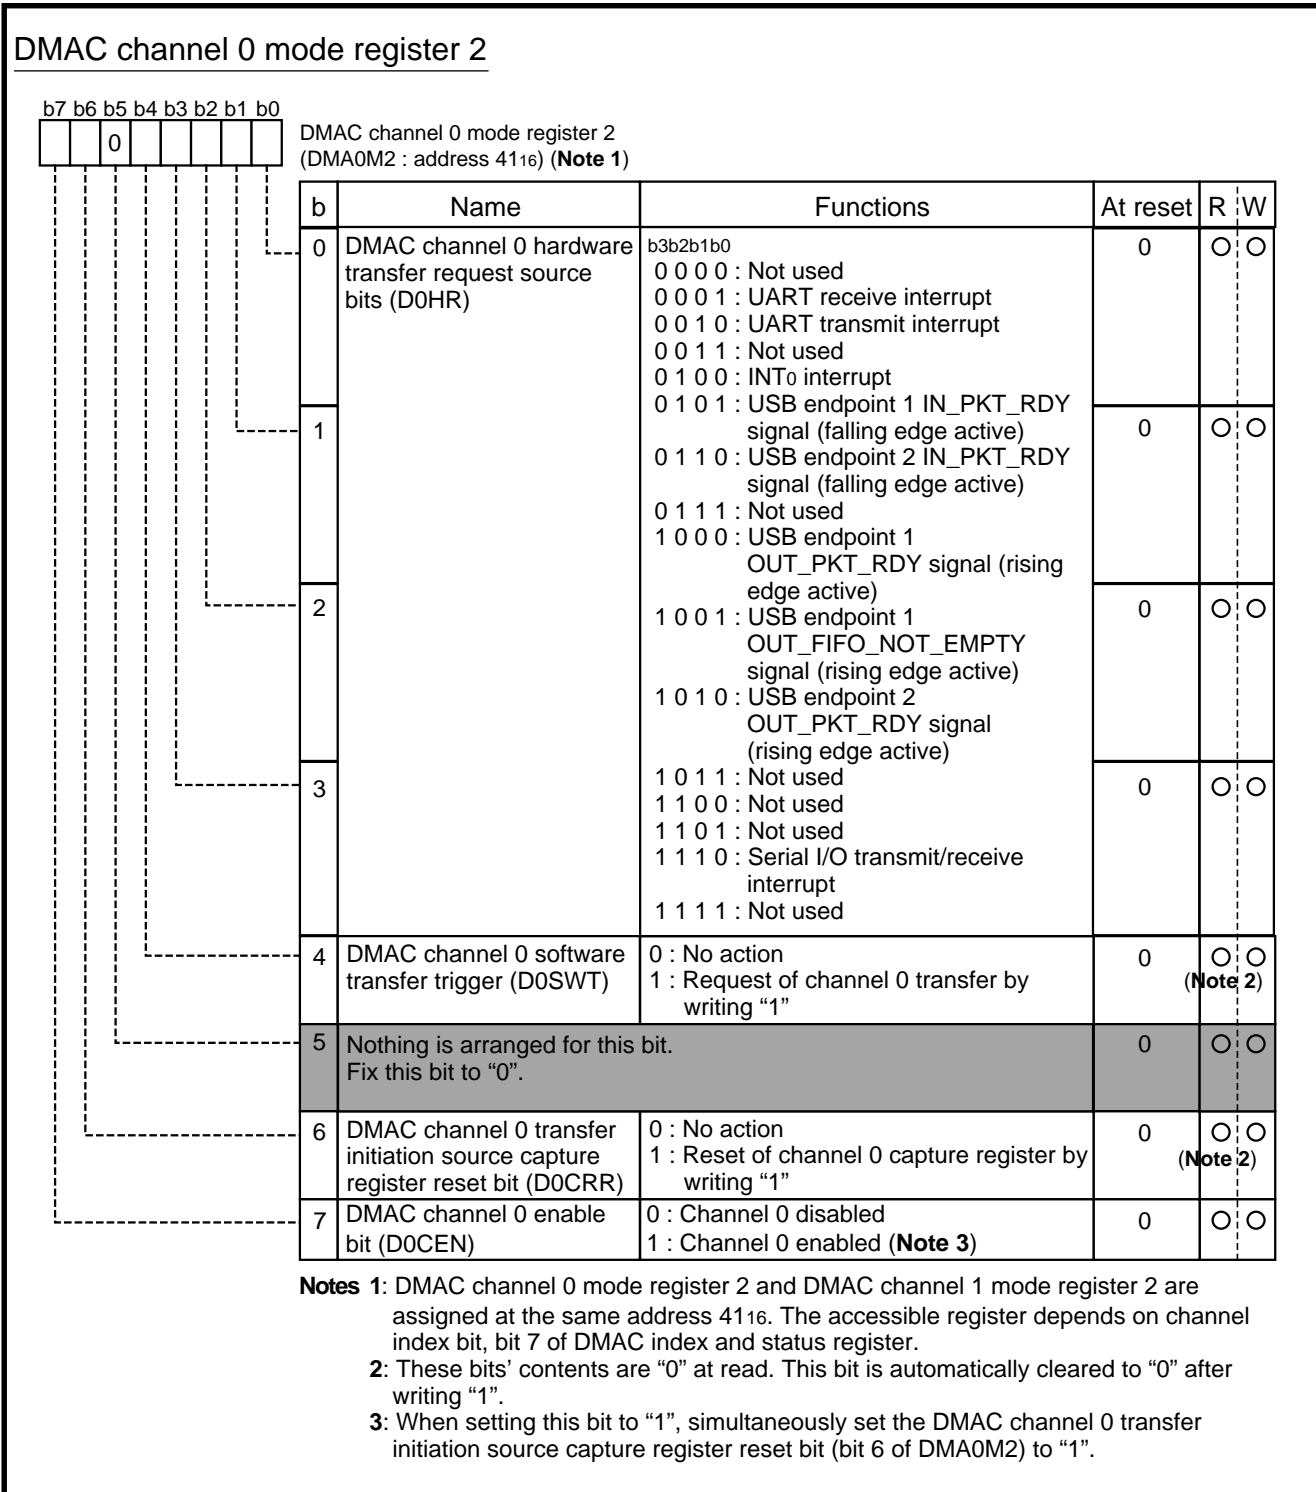 DMAC channel 0 mode register 2
b7 b6 b5 b4 b3 b2 b1 b0
0
DMAC channel 0 mode register 2
(DMA0M2 : address 4116) (Note 1)
b Name Functions At reset R W
0 DMAC channel 0 hardware transfer request source bits (D0HR) 0
b3b2b1b0
0 0 0 0 : Not used
0 0 0 1 : UART receive interrupt
0 0 1 0 : UART transmit interrupt
0 0 1 1 : Not used
0 1 0 0 : INT0 interrupt
0 1 0 1 : USB endpoint 1 IN_PKT_RDY
signal (falling edge active)
1 0
0 1 1 0 : USB endpoint 2 IN_PKT_RDY
signal (falling edge active)
0 1 1 1 : Not used
1 0 0 0 : USB endpoint 1
OUT_PKT_RDY signal (rising
edge active)
2 0
1 0 0 1 : USB endpoint 1
OUT_FIFO_NOT_EMPTY
signal (rising edge active)
1 0 1 0 : USB endpoint 2
OUT_PKT_RDY signal
(rising edge active)
3 0
1 0 1 1 : Not used
1 1 0 0 : Not used
1 1 0 1 : Not used
1 1 1 0 : Serial I/O transmit/receive
interrupt
1 1 1 1 : Not used
4 DMAC channel 0 software 0 : No action 0
transfer trigger (D0SWT) 1 : Request of channel 0 transfer by (Note 2)
writing “1”
5 Nothing is arranged for this bit. 0
Fix this bit to “0”.
6 DMAC channel 0 transfer 0 : No action 0
initiation source capture 1 : Reset of channel 0 capture register by (Note 2)
register reset bit (D0CRR) writing “1”
7 DMAC channel 0 enable 0 : Channel 0 disabled 0
bit (D0CEN) 1 : Channel 0 enabled (Note 3)
Notes 1: DMAC channel 0 mode register 2 and DMAC channel 1 mode register 2 are
assigned at the same address 4116. The accessible register depends on channel
index bit, bit 7 of DMAC index and status register.
2: These bits’ contents are “0” at read. This bit is automatically cleared to “0” after
writing “1”.
3: When setting this bit to “1”, simultaneously set the DMAC channel 0 transfer
initiation source capture register reset bit (bit 6 of DMA0M2) to “1”.